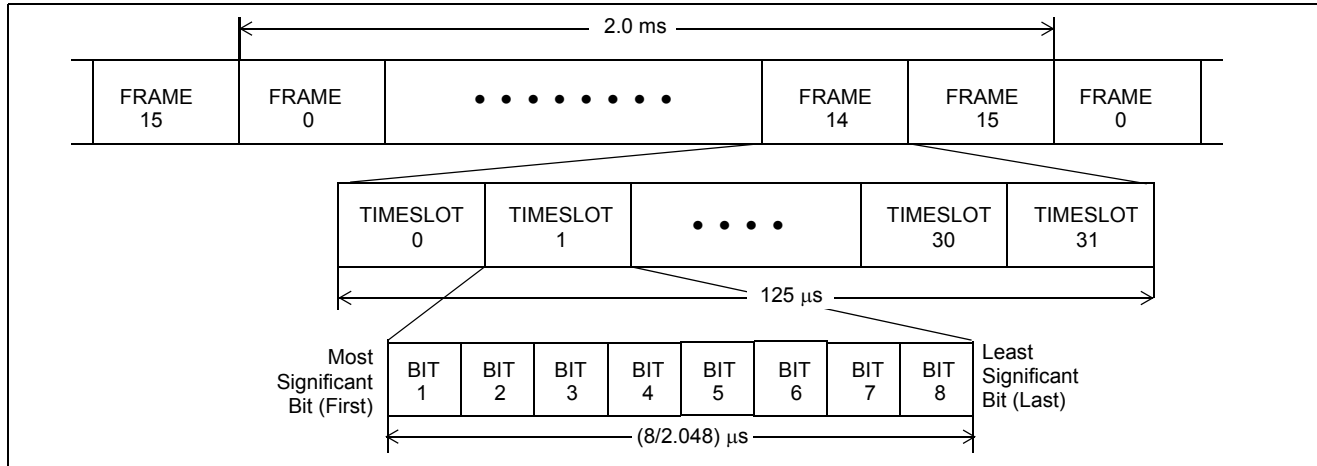 2.0 ms
FRAME
15
FRAME
0
FRAME
14
FRAME
15
FRAME
0
TIMESLOT
0
TIMESLOT
1
TIMESLOT
30
TIMESLOT
31
125 μs
Most
Significant
Bit (First)
BIT
1
BIT
2
BIT
3
BIT
4
BIT
5
BIT
6
BIT
7
BIT
8
Least
Significant
Bit (Last)
(8/2.048) μs